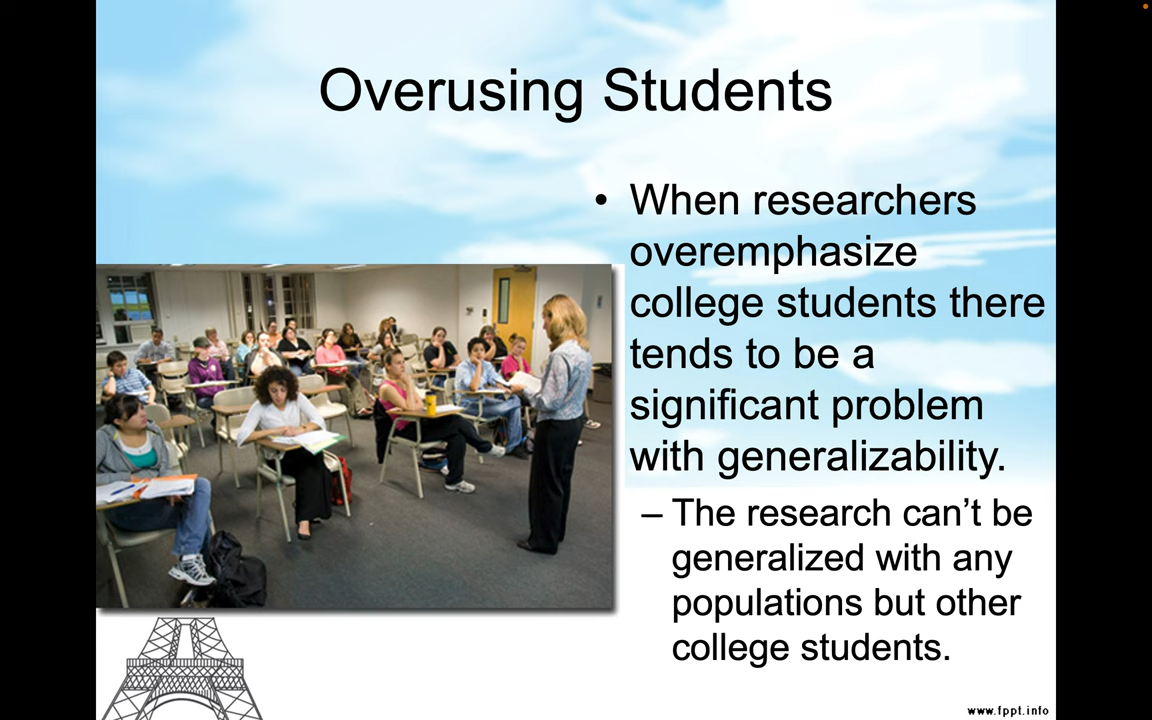 Overusing Students
• When researchers
overemphasize
college students there
tends to be a
significant problem
with generalizability.
– The research can’t be
generalized with any
populations but other
college students.
www.fppt.info